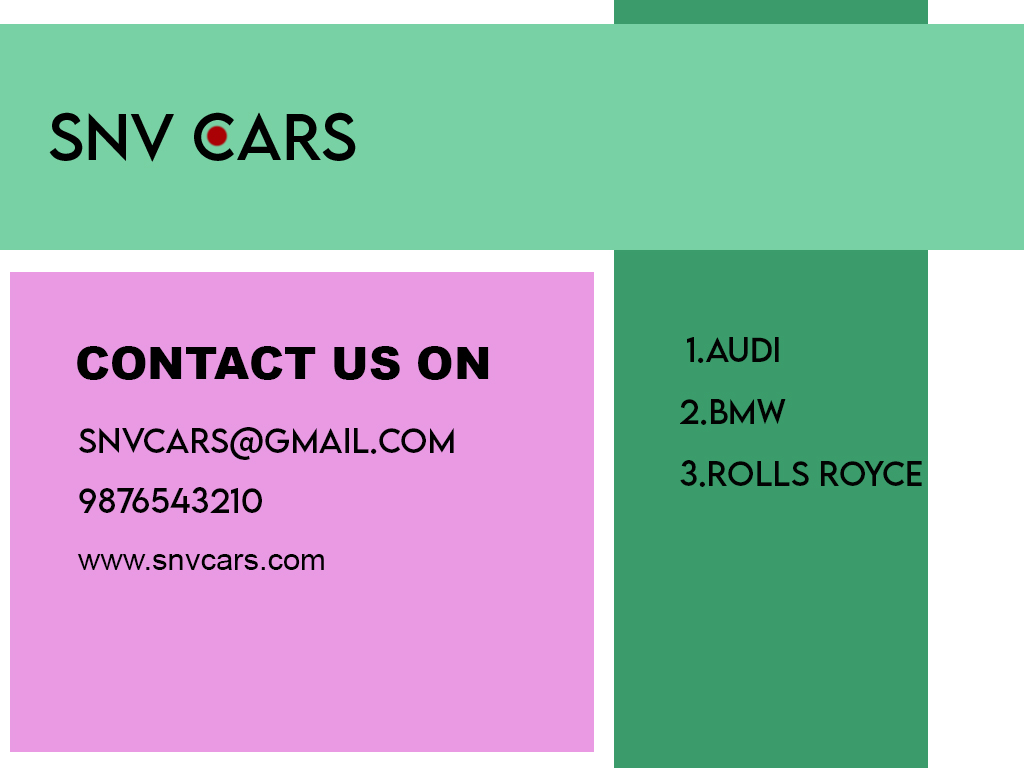 SNV CARS
CONTACT US ON
SNVCARS@GMAIL.COM
9876543210
www.snvcars.com
1.AUDI
2.BMW
3.ROLLS ROYCE